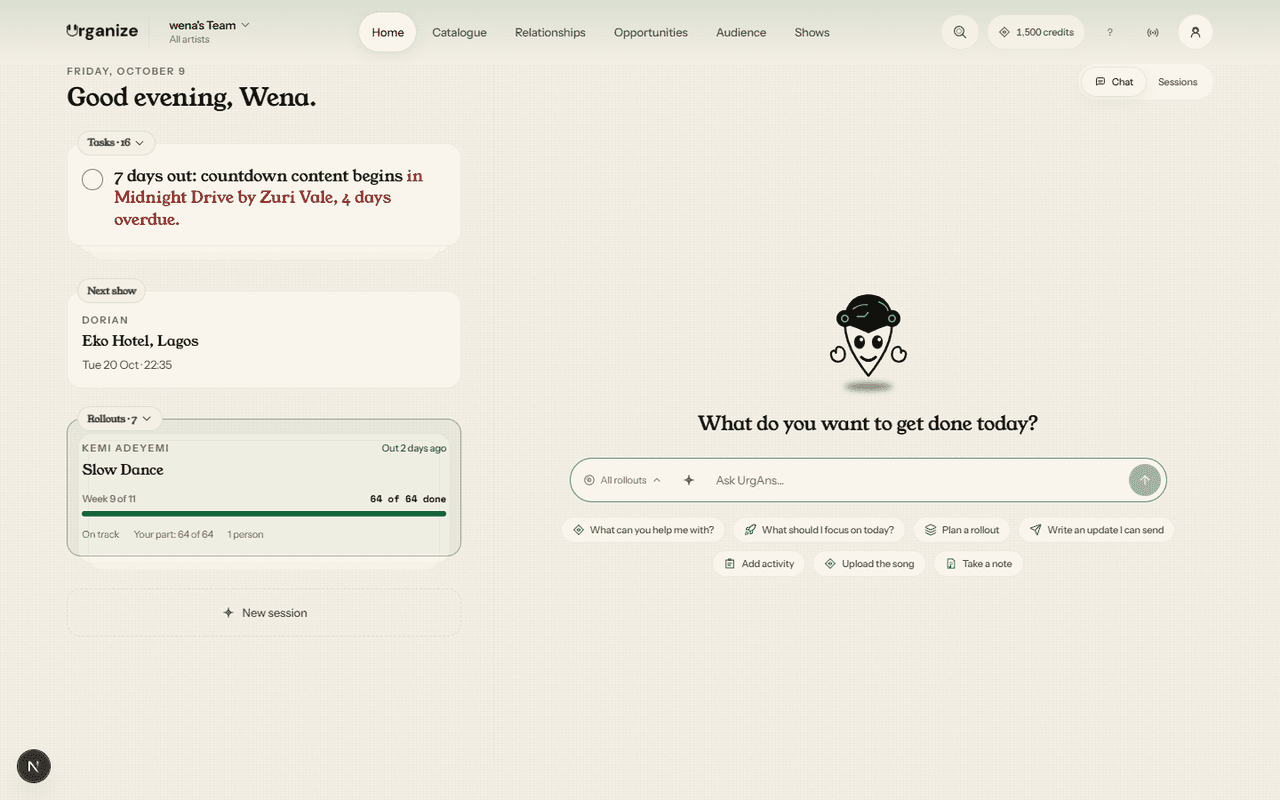 Urganize
wena's Team
All artists
Home
Catalogue
Relationships
Opportunities
Audience
Shows
1,500 credits
?
FRIDAY, OCTOBER 9
Good evening, Wena.
Chat
Sessions
Tasks · 16
7 days out: countdown content begins in
Midnight Drive by Zuri Vale, 4 days
overdue.
Next show
DORIAN
Eko Hotel, Lagos
Tue 20 Oct · 22:35
Rollouts · 7
KEMI ADEYEMI
Out 2 days ago
Slow Dance
Week 9 of 11
64 of 64 done
On track
Your part: 64 of 64
1 person
New session
What do you want to get done today?
All rollouts
Ask UrgAns...
What can you help me with?
What should I focus on today?
Plan a rollout
Write an update I can send
Add activity
Upload the song
Take a note
N